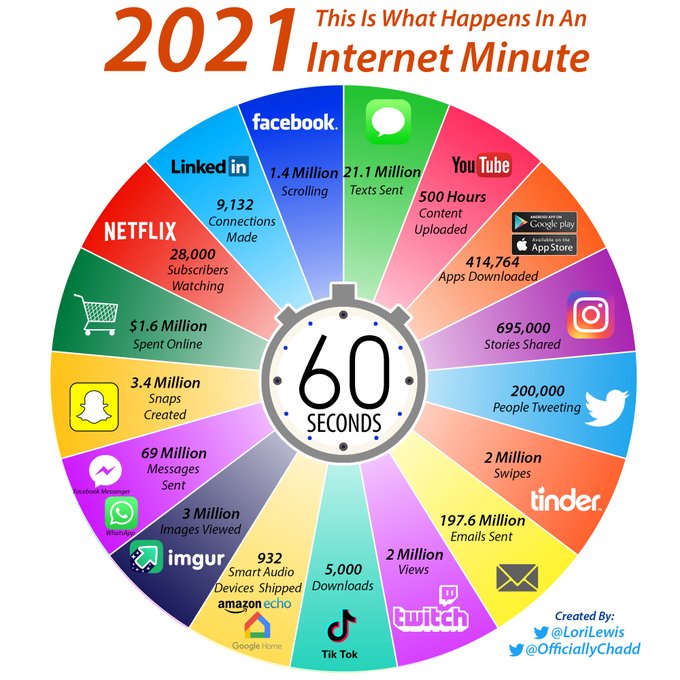 2021
This Is What Happens In An
Internet Minute
facebook.
1.4 Million
Scrolling
21.1 Million
Texts Sent
YouTube
500 Hours
Content
Uploaded
ANDROID APP ON
Google play
Available on the
App Store
414,764
Apps Downloaded
695,000
Stories Shared
200,000
People Tweeting
2 Million
Swipes
tinder
197.6 Million
Emails Sent
2 Million
Views
twitch
5,000
Downloads
Tik Tok
932
Smart Audio
Devices Shipped
amazon echo
Google Home
3 Million
Images Viewed
imgur
69 Million
Messages
Sent
Facebook Messenger
WhatsApp
3.4 Million
Snaps
Created
$1.6 Million
Spent Online
NETFLIX
28,000
Subscribers
Watching
Linked in
9,132
Connections
Made
60
SECONDS
Created By:
@LoriLewis
@OfficiallyChadd